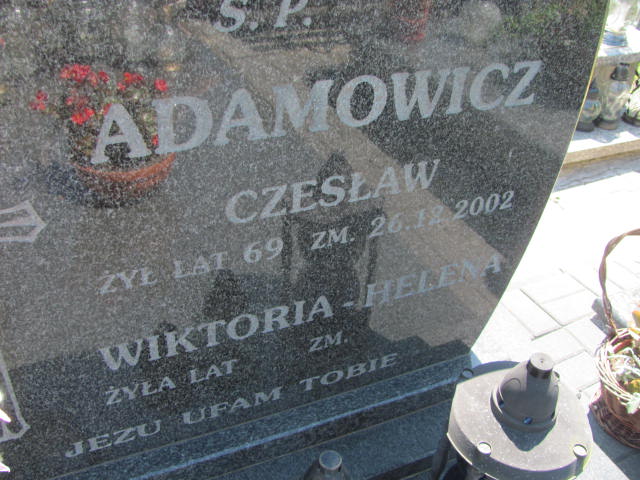 Ś. P.
ADAMOWICZ
CZESŁAW
ŻYŁ LAT 69 ZM. 26.12.2002
WIKTORIA - HELENA
ŻYŁA LAT ZM.
JEZU UFAM TOBIE